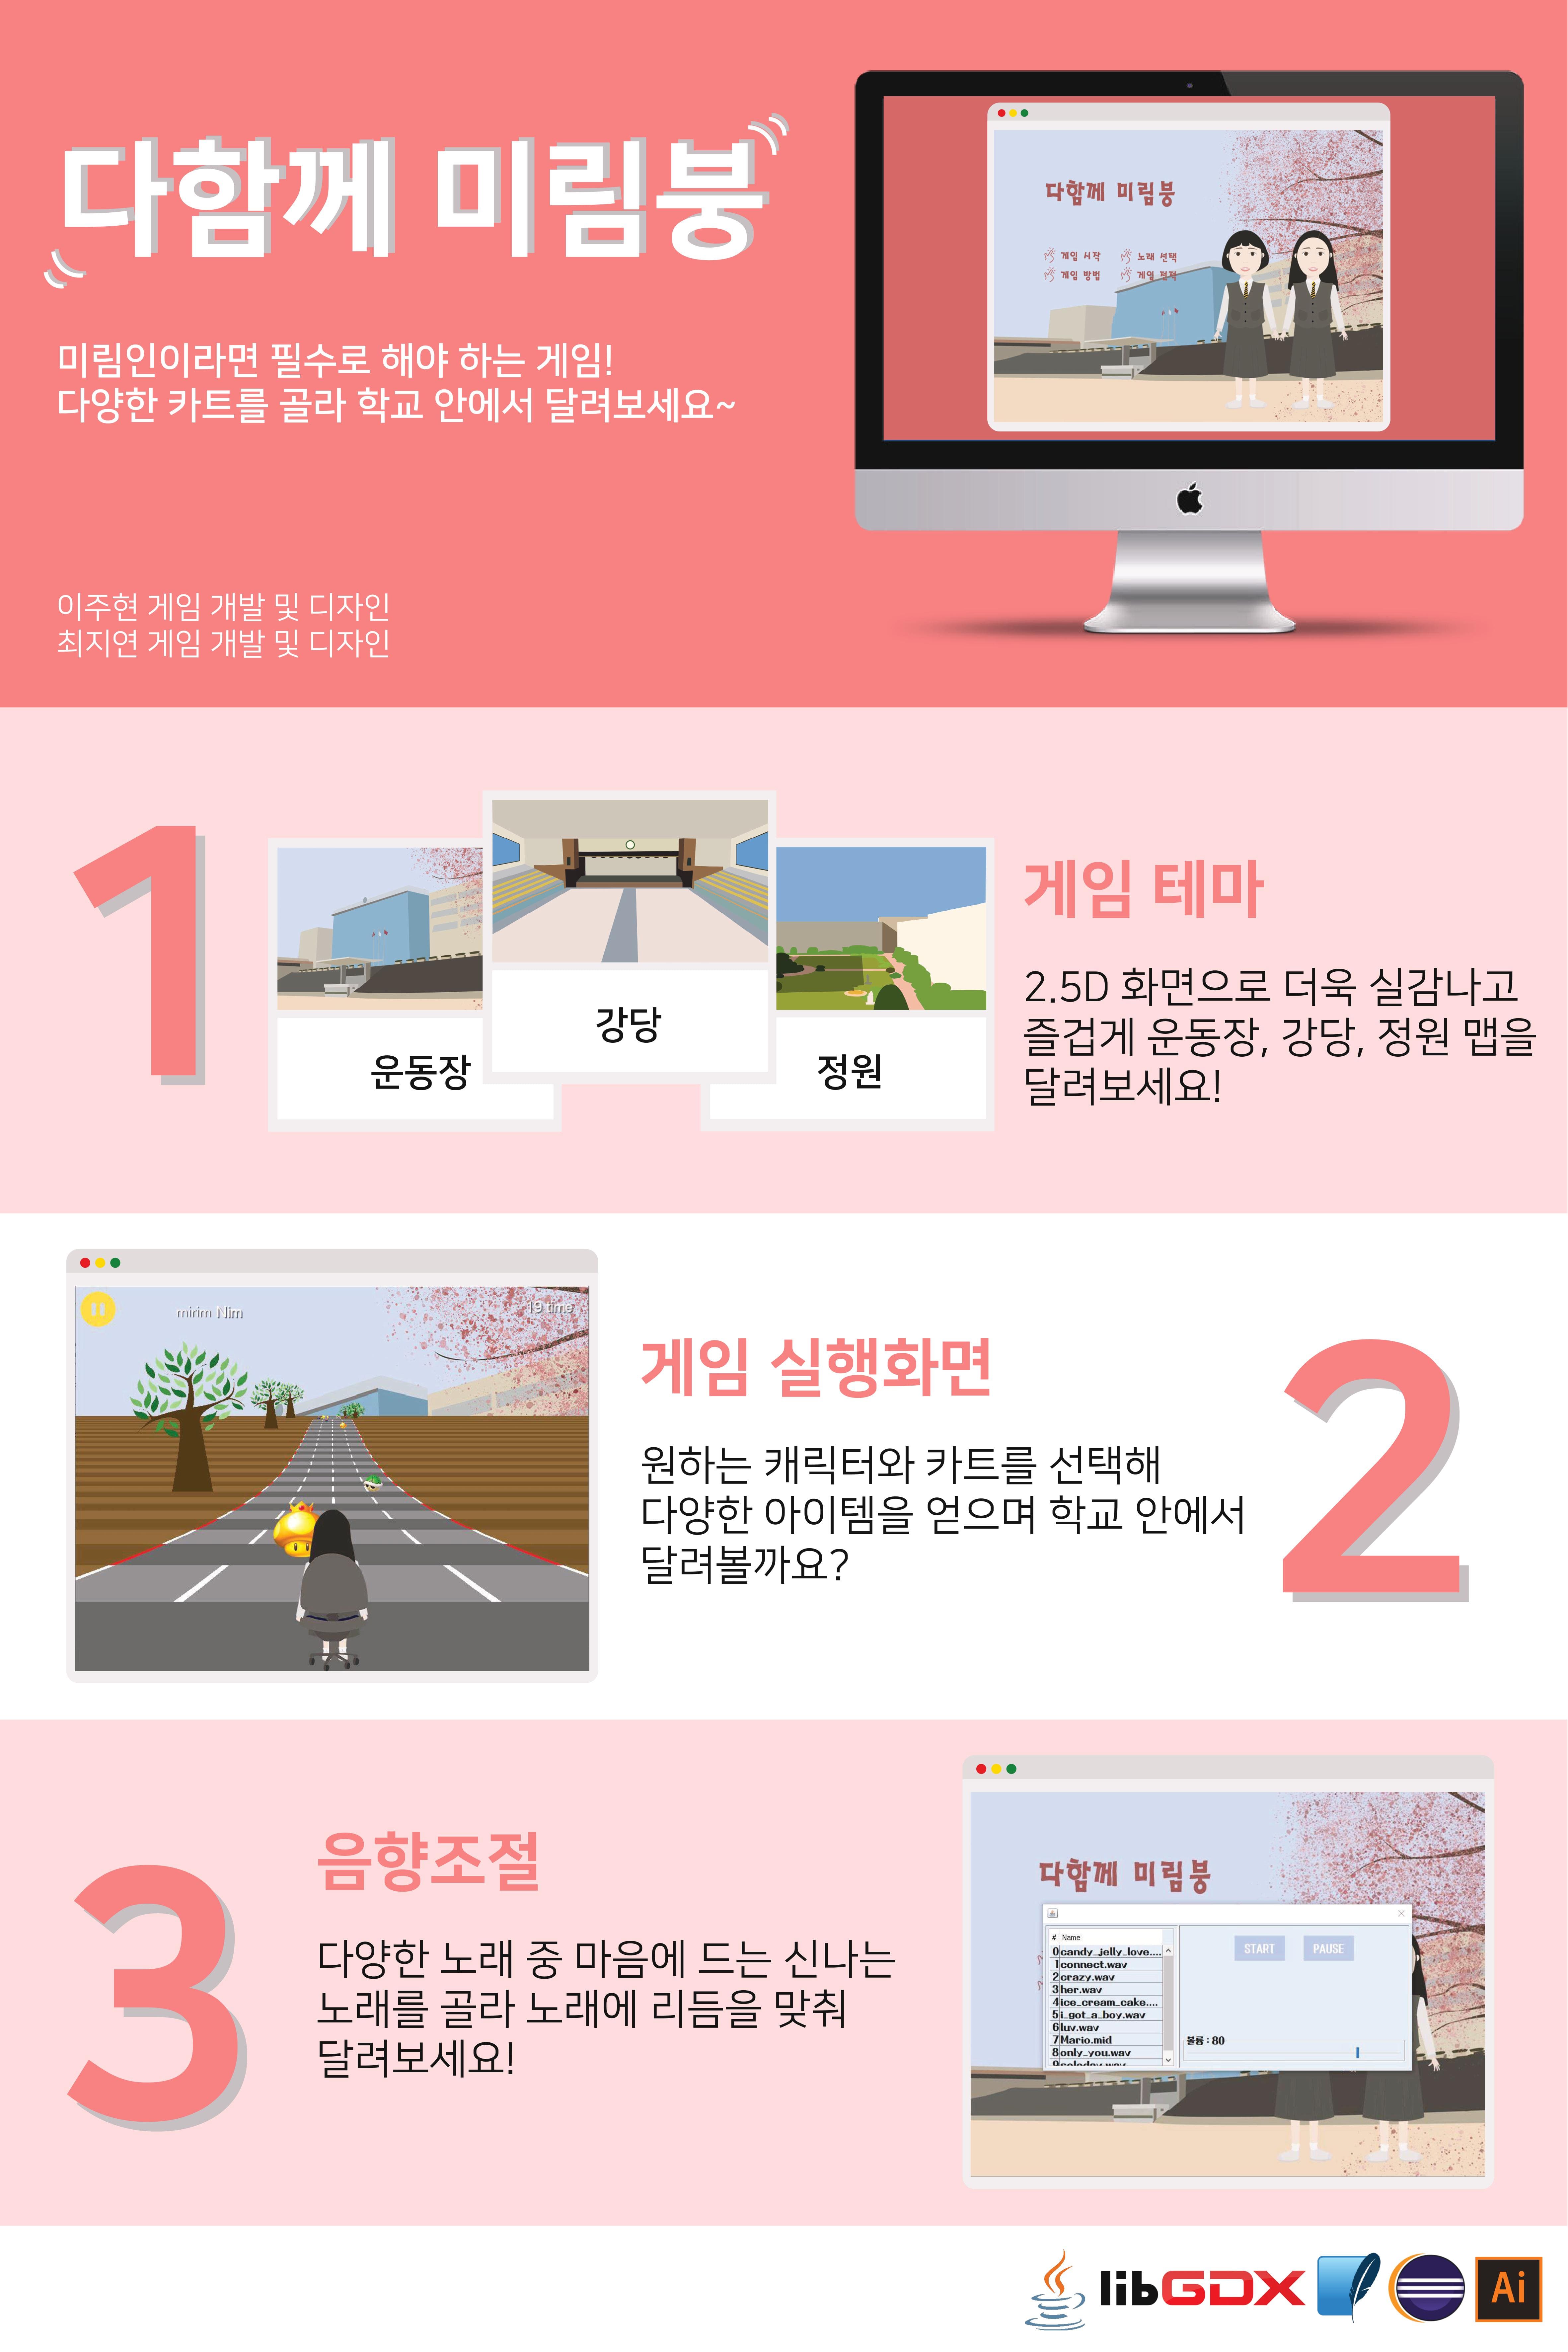 다함께 미림붕
미림인이라면 필수로 해야 하는 게임!
다양한 카트를 골라 학교 안에서 달려보세요~
이주현 게임 개발 및 디자인
최지연 게임 개발 및 디자인
다함께 미림붕
게임 시작 노래 선택
게임 방법 게임 랭킹
1
운동장
강당
정원
게임 테마
2.5D 화면으로 더욱 실감나고
즐겁게 운동장, 강당, 정원 맵을
달려보세요!
mirim Nim
19 time
게임 실행화면
원하는 캐릭터와 카트를 선택해
다양한 아이템을 얻으며 학교 안에서
달려볼까요?
2
3
음향조절
다양한 노래 중 마음에 드는 신나는
노래를 골라 노래에 리듬을 맞춰
달려보세요!
다함께 미림붕
# Name
0 candy_jelly_love....
1 connect.wav
2 crazy.wav
3 her.wav
4 ice_cream_cake....
5 i_got_a_boy.wav
6 luv.wav
7 Mario.mid
8 only_you.wav
START PAUSE
볼륨 : 80
libGDX
Ai